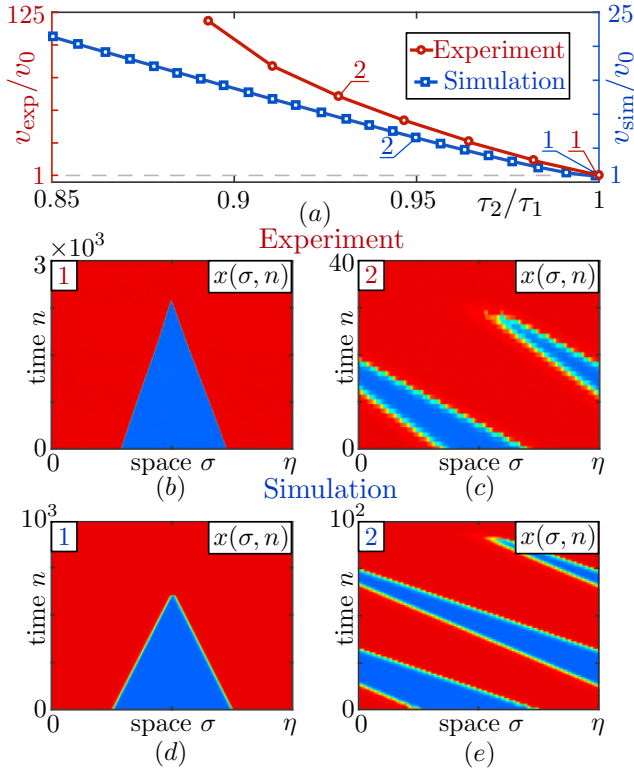 125
25
v_exp/v_0
v_sim/v_0
Experiment
Simulation
2
2
1
1
1
1
0.85
0.9
0.95
1
(a)
τ_2/τ_1
Experiment
3 ×10^3
1
x(σ, n)
time n
0
0
space σ
η
(b)
40
2
x(σ, n)
time n
0
0
space σ
η
(c)
Simulation
10^3
1
x(σ, n)
time n
0
0
space σ
η
(d)
10^2
2
x(σ, n)
time n
0
0
space σ
η
(e)